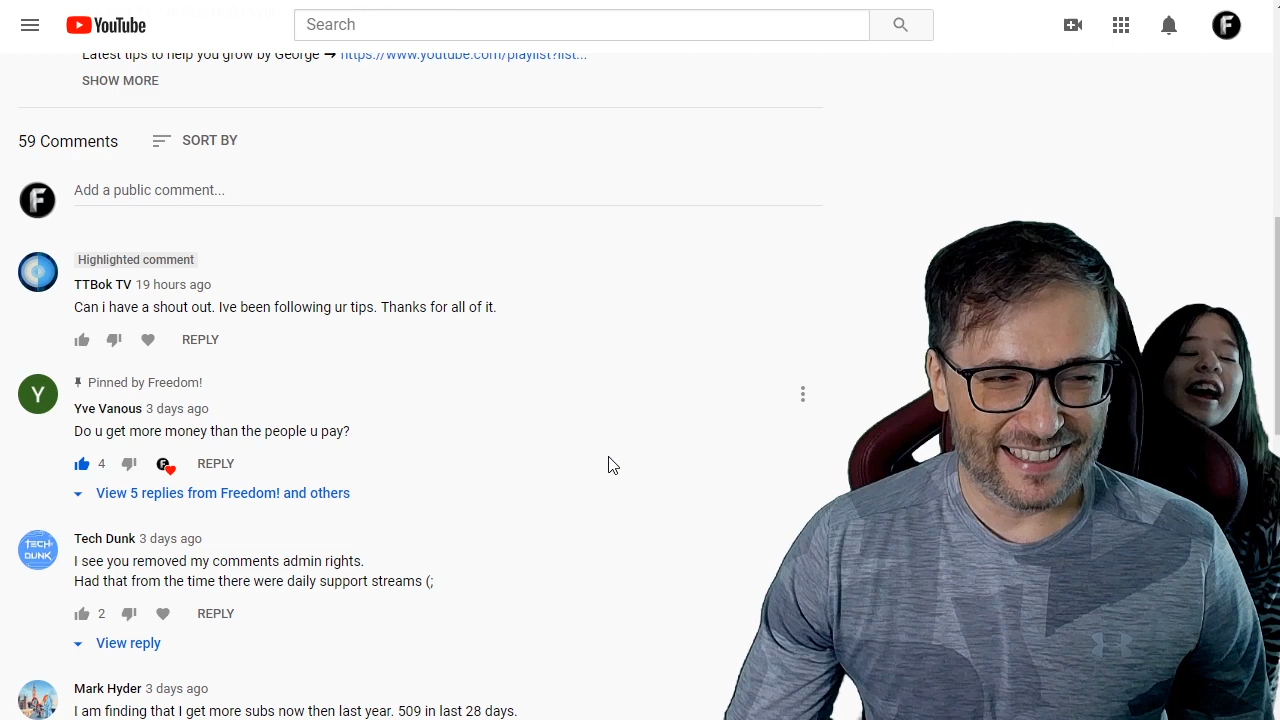 YouTube
Search
Latest tips to help you grow by George → https://www.youtube.com/playlist?list...
SHOW MORE
59 Comments
SORT BY
Add a public comment...
Highlighted comment
TTBok TV 19 hours ago
Can i have a shout out. Ive been following ur tips. Thanks for all of it.
REPLY
Pinned by Freedom!
Yve Vanous 3 days ago
Do u get more money than the people u pay?
4 REPLY
View 5 replies from Freedom! and others
Tech Dunk 3 days ago
I see you removed my comments admin rights.
Had that from the time there were daily support streams (;
2 REPLY
View reply
Mark Hyder 3 days ago
I am finding that I get more subs now then last year. 509 in last 28 days.
F
F
Y
TECH
DUNK